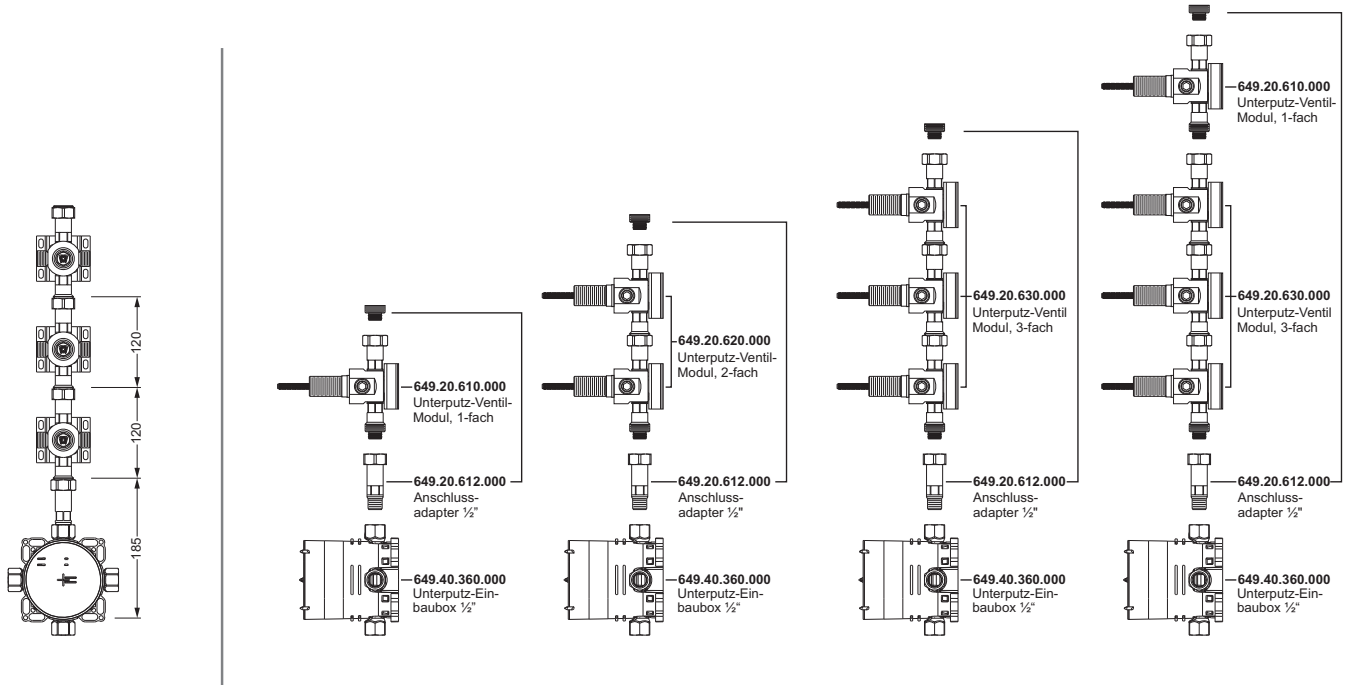 120
120
185
649.20.610.000
Unterputz-Ventil-
Modul, 1-fach
649.20.612.000
Anschluss-
adapter ½”
649.40.360.000
Unterputz-Ein-
baubox ½”
649.20.620.000
Unterputz-Ventil-
Modul, 2-fach
649.20.612.000
Anschluss-
adapter ½"
649.40.360.000
Unterputz-Ein-
baubox ½“
649.20.630.000
Unterputz-Ventil
Modul, 3-fach
649.20.612.000
Anschluss-
adapter ½"
649.40.360.000
Unterputz-Ein-
baubox ½“
649.20.610.000
Unterputz-Ventil-
Modul, 1-fach
649.20.630.000
Unterputz-Ventil
Modul, 3-fach
649.20.612.000
Anschluss-
adapter ½"
649.40.360.000
Unterputz-Ein-
baubox ½“